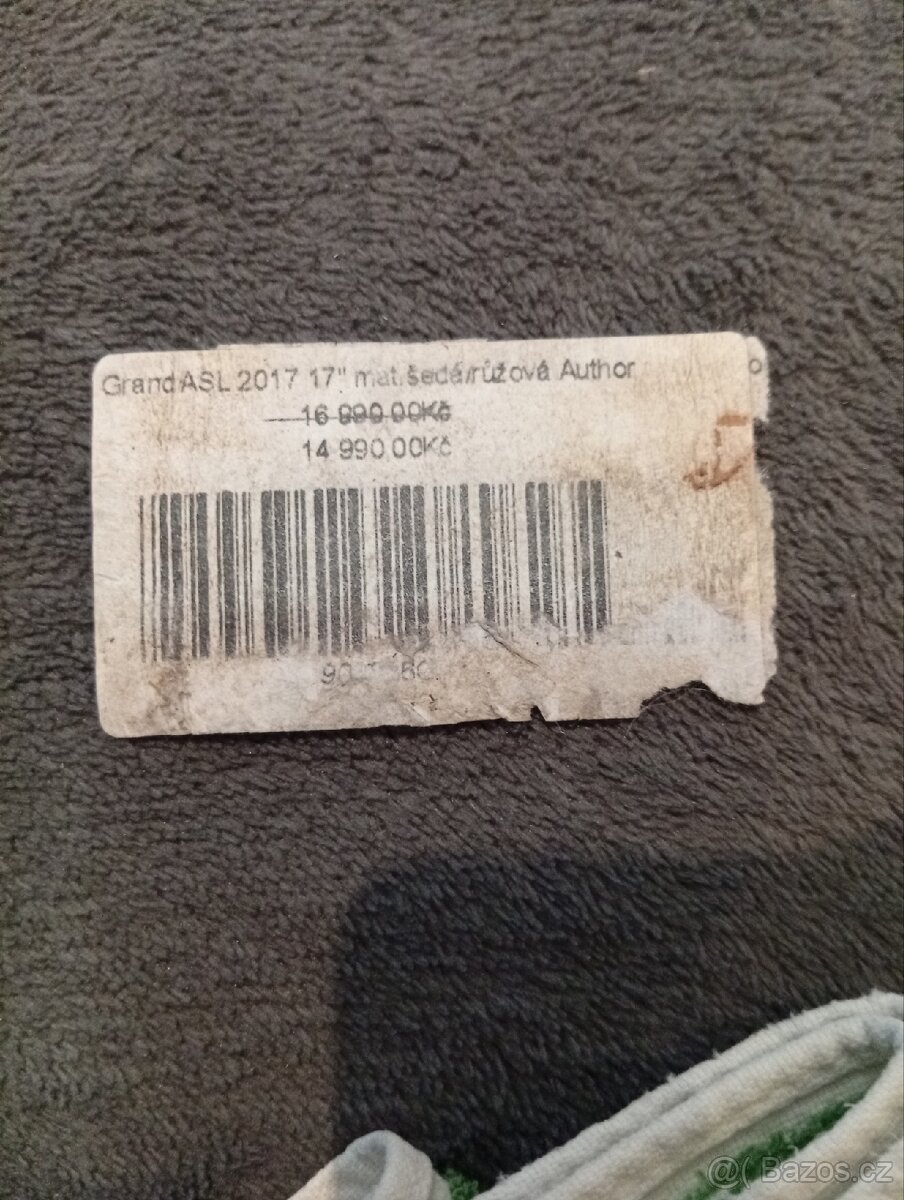 Grand ASL 2017 17" mat.šedá/růžová Author
16 990.00Kč
14 990.00Kč
@( Bazos.cz